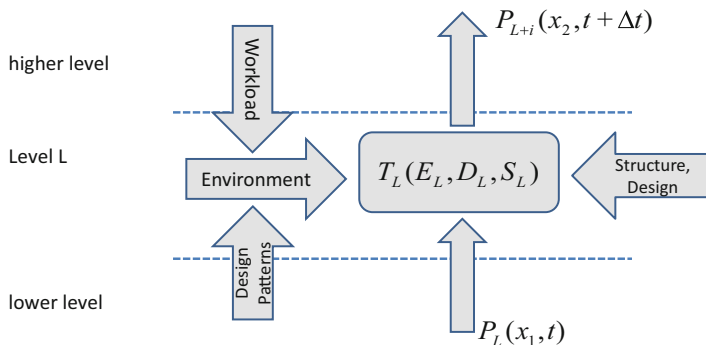 P_{L+i}(x_2, t + Δt)
higher level
Workload
Level L
Environment
T_L(E_L, D_L, S_L)
Structure,
Design
Design
Patterns
lower level
P_L(x_1, t)